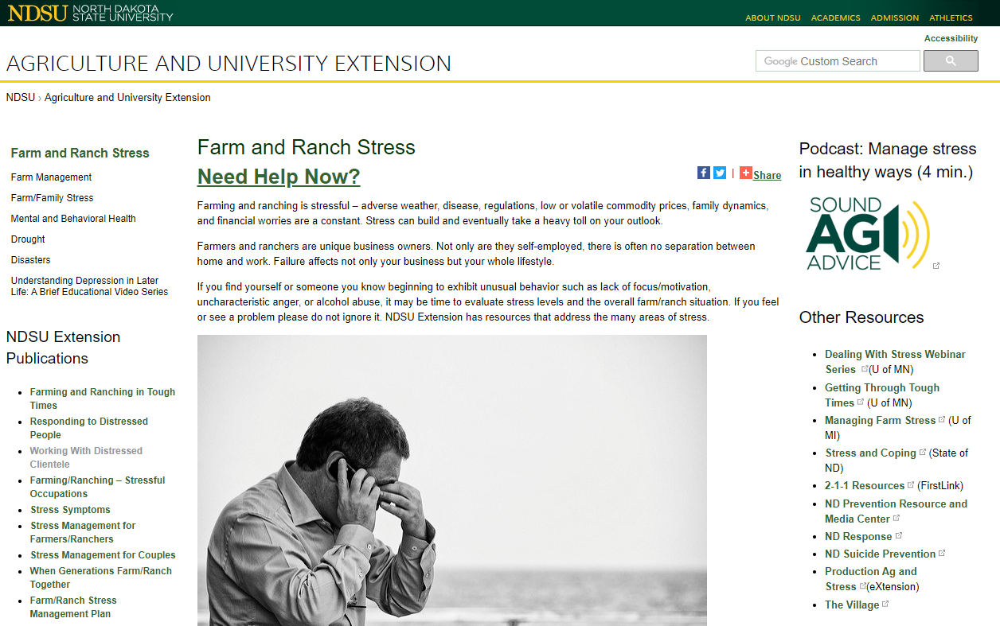 NDSU NORTH DAKOTA
STATE UNIVERSITY
ABOUT NDSU ACADEMICS ADMISSION ATHLETICS
Accessibility
AGRICULTURE AND UNIVERSITY EXTENSION
Google Custom Search
NDSU › Agriculture and University Extension
Farm and Ranch Stress
Farm Management
Farm/Family Stress
Mental and Behavioral Health
Drought
Disasters
Understanding Depression in Later
Life: A Brief Educational Video Series
NDSU Extension
Publications
Farming and Ranching in Tough
Times
Responding to Distressed
People
Working With Distressed
Clientele
Farming/Ranching – Stressful
Occupations
Stress Symptoms
Stress Management for
Farmers/Ranchers
Stress Management for Couples
When Generations Farm/Ranch
Together
Farm/Ranch Stress
Management Plan
Farm and Ranch Stress
Need Help Now?
| Share
Farming and ranching is stressful – adverse weather, disease, regulations, low or volatile commodity prices, family dynamics,
and financial worries are a constant. Stress can build and eventually take a heavy toll on your outlook.
Farmers and ranchers are unique business owners. Not only are they self-employed, there is often no separation between
home and work. Failure affects not only your business but your whole lifestyle.
If you find yourself or someone you know beginning to exhibit unusual behavior such as lack of focus/motivation,
uncharacteristic anger, or alcohol abuse, it may be time to evaluate stress levels and the overall farm/ranch situation. If you feel
or see a problem please do not ignore it. NDSU Extension has resources that address the many areas of stress.
Podcast: Manage stress
in healthy ways (4 min.)
SOUND
AG
ADVICE
Other Resources
Dealing With Stress Webinar
Series (U of MN)
Getting Through Tough
Times (U of MN)
Managing Farm Stress (U of
MI)
Stress and Coping (State of
ND)
2-1-1 Resources (FirstLink)
ND Prevention Resource and
Media Center
ND Response
ND Suicide Prevention
Production Ag and
Stress (eXtension)
The Village